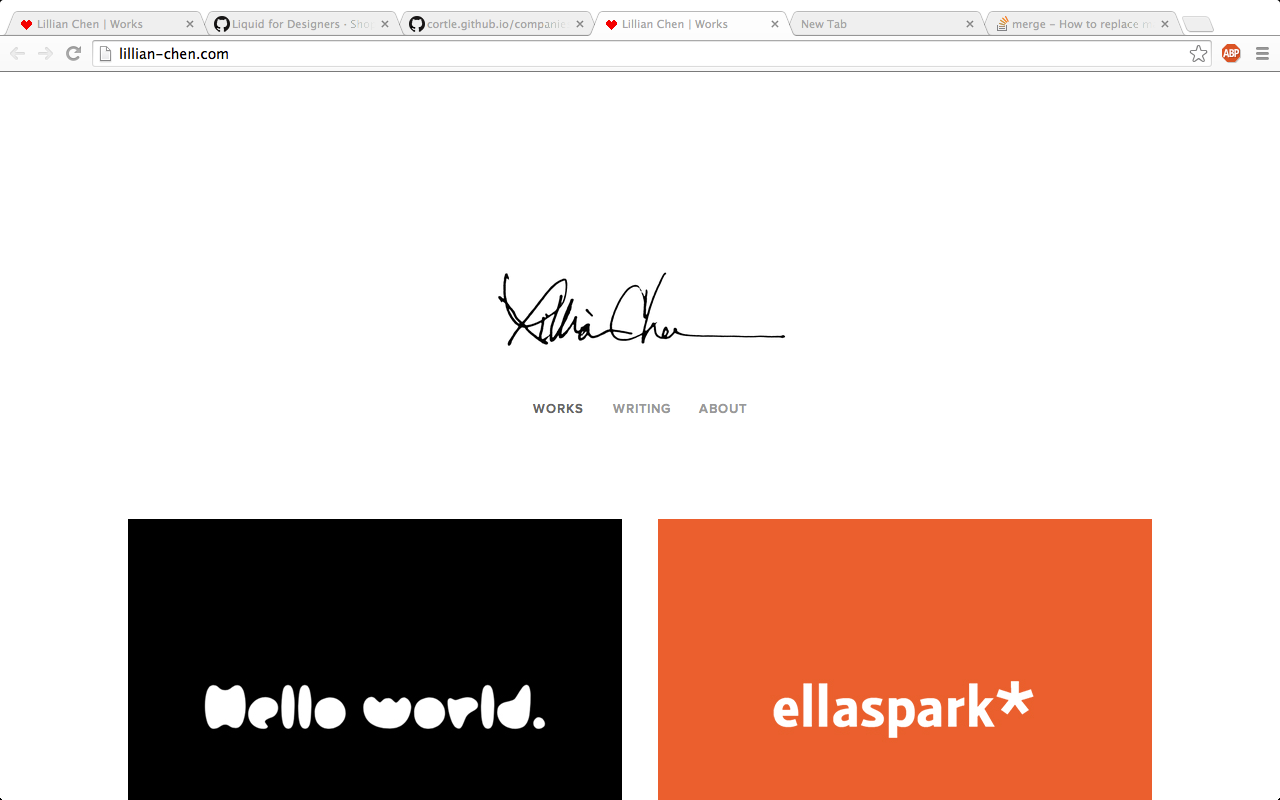 Lillian Chen | Works
Liquid for Designers · Sho
cortle.github.io/companie
Lillian Chen | Works
New Tab
merge - How to replace m
lillian-chen.com
ABP
Lillian Chen
WORKS WRITING ABOUT
Hello world.
ellaspark*